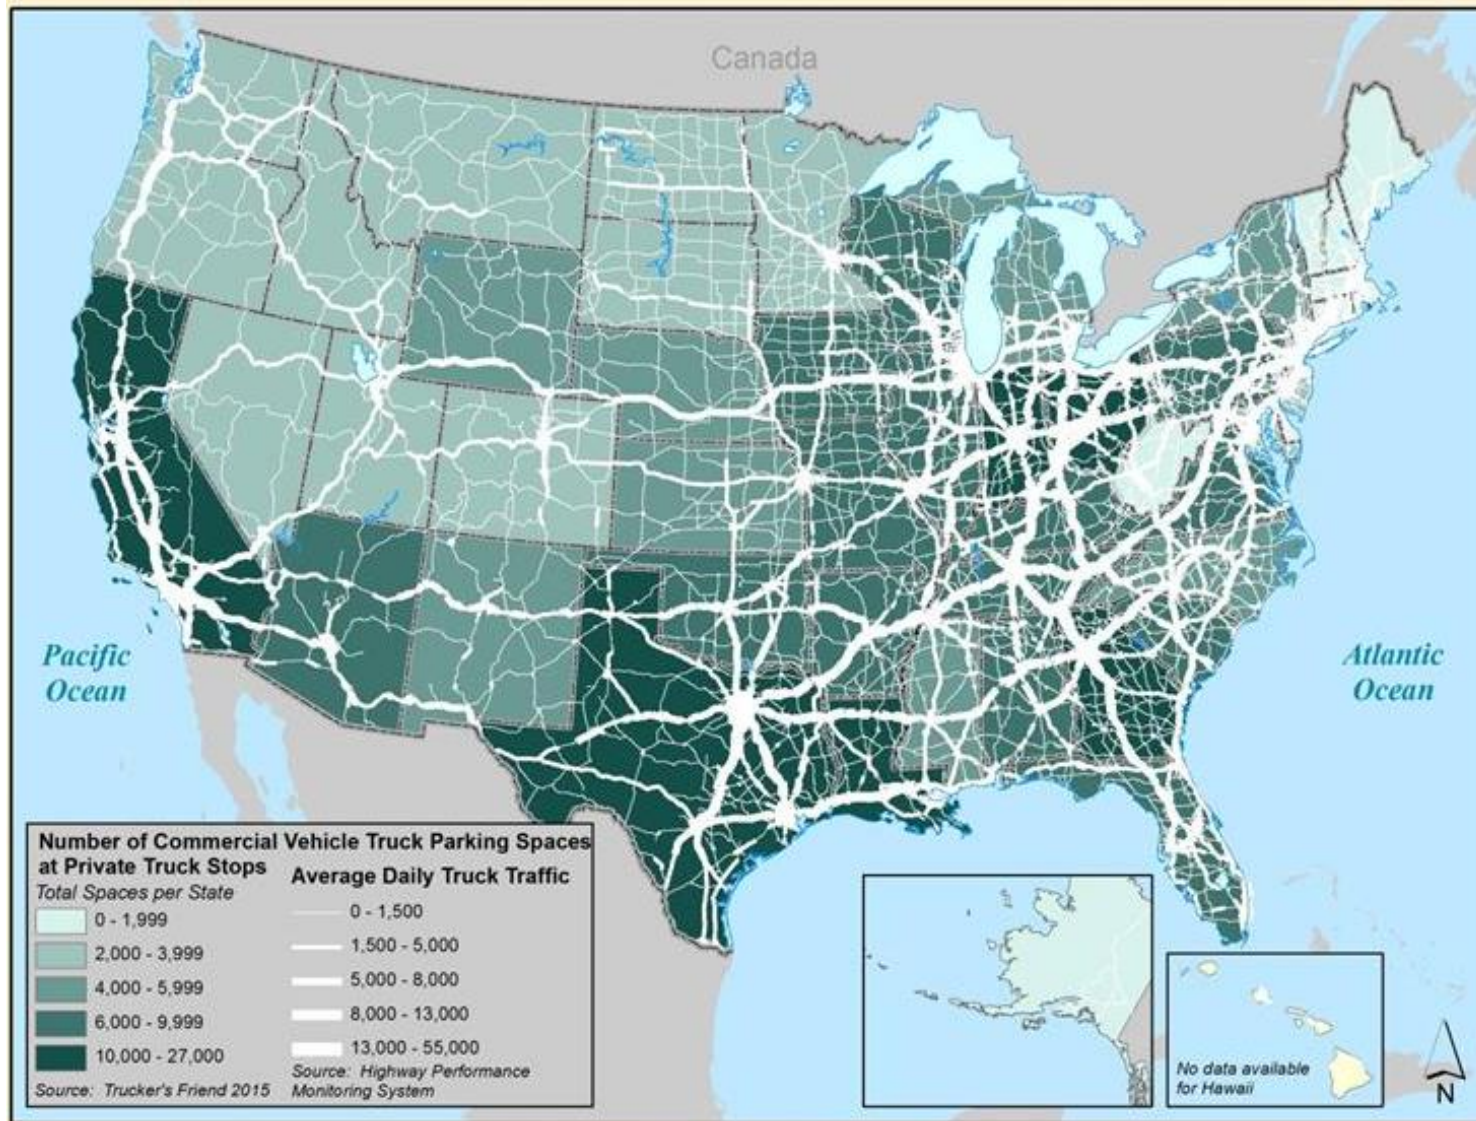 Canada
Pacific
Ocean
Atlantic
Ocean
Number of Commercial Vehicle Truck Parking Spaces
at Private Truck Stops
Total Spaces per State
0 - 1,999
2,000 - 3,999
4,000 - 5,999
6,000 - 9,999
10,000 - 27,000
Source: Trucker's Friend 2015
Average Daily Truck Traffic
0 - 1,500
1,500 - 5,000
5,000 - 8,000
8,000 - 13,000
13,000 - 55,000
Source: Highway Performance
Monitoring System
No data available
for Hawaii
N